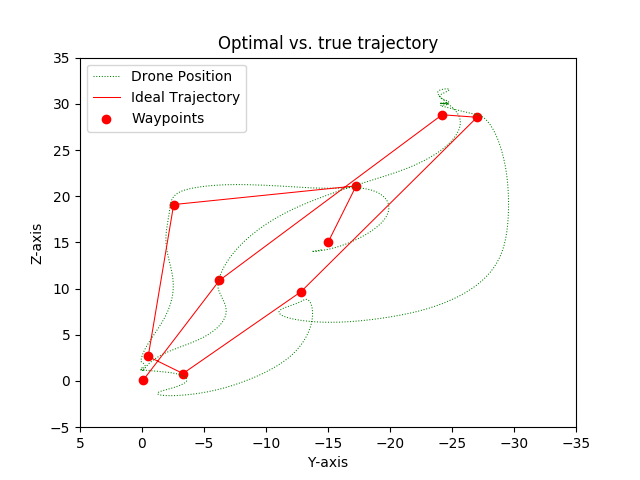 Optimal vs. true trajectory
Drone Position
Ideal Trajectory
Waypoints
35
30
25
20
15
10
5
0
−5
Z-axis
5 0 −5 −10 −15 −20 −25 −30 −35
Y-axis